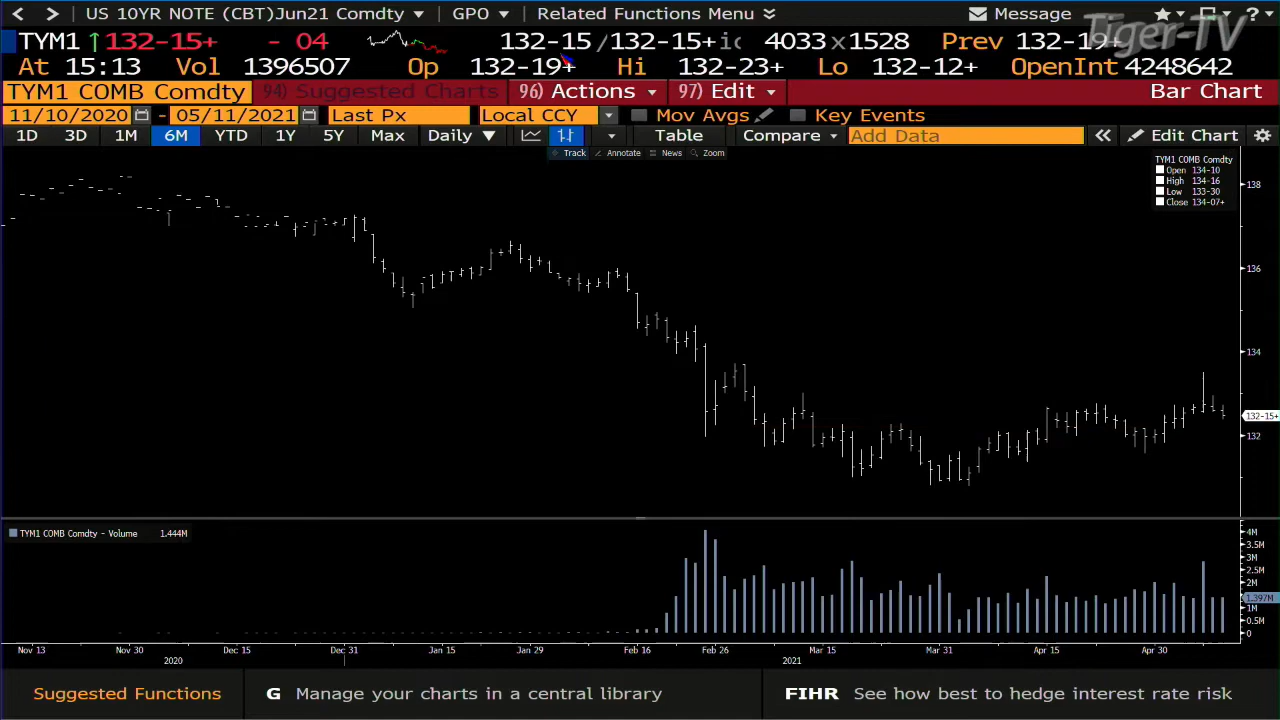 < > US 10YR NOTE (CBT)Jun21 Comdty GPO Related Functions Menu Message ?
TYM1 ↑132-15+ - 04 132-15/132-15+ic 4033x1528 Prev 132-19+
Tiger-TV
At 15:13 Vol 1396507 Op 132-19+ Hi 132-23+ Lo 132-12+ OpenInt 4248642
TYM1 COMB Comdty 94) Suggested Charts 96) Actions 97) Edit Bar Chart
11/10/2020 - 05/11/2021 Last Px Local CCY Mov Avgs Key Events
1D 3D 1M 6M YTD 1Y 5Y Max Daily ▼ Table Compare Add Data « Edit Chart
Track Annotate News Zoom
TYM1 COMB Comdty
Open 134-10
High 134-16
Low 133-30
Close 134-07+
138
136
134
132-15+
132
TYM1 COMB Comdty - Volume 1.444M
4M
3.5M
3M
2.5M
2M
1.397M
1M
0.5M
0
Nov 13 Nov 30 Dec 15 Dec 31 Jan 15 Jan 29 Feb 16 Feb 26 Mar 15 Mar 31 Apr 15 Apr 30
2020 2021
Suggested Functions G Manage your charts in a central library FIHR See how best to hedge interest rate risk